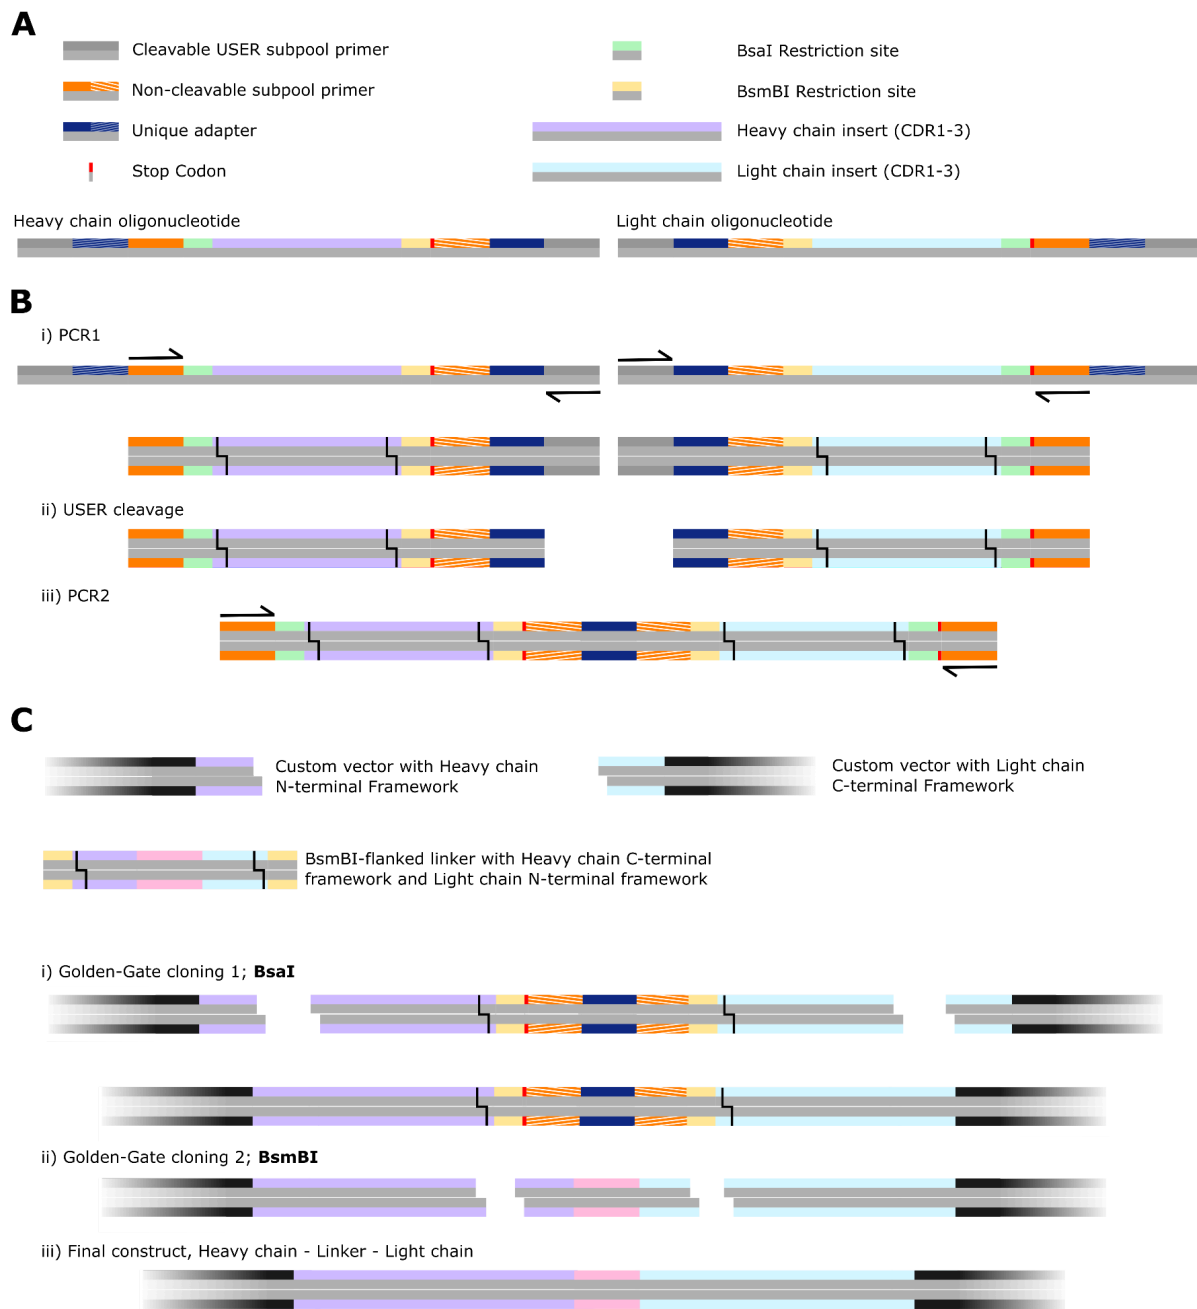 A
Cleavable USER subpool primer
Non-cleavable subpool primer
Unique adapter
Stop Codon
BsaI Restriction site
BsmBI Restriction site
Heavy chain insert (CDR1-3)
Light chain insert (CDR1-3)
Heavy chain oligonucleotide
Light chain oligonucleotide
B
i) PCR1
ii) USER cleavage
iii) PCR2
C
Custom vector with Heavy chain
N-terminal Framework
Custom vector with Light chain
C-terminal Framework
BsmBI-flanked linker with Heavy chain C-terminal
framework and Light chain N-terminal framework
i) Golden-Gate cloning 1; BsaI
ii) Golden-Gate cloning 2; BsmBI
iii) Final construct, Heavy chain - Linker - Light chain